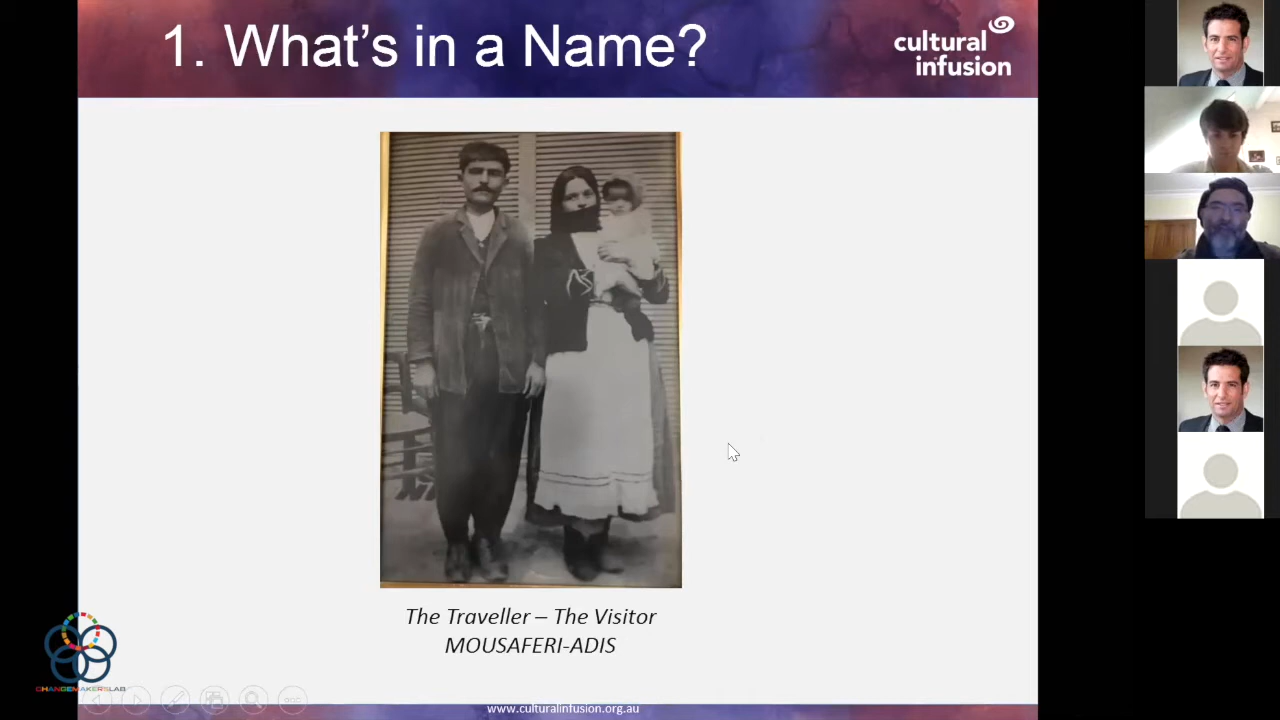 1. What's in a Name?
cultural
infusion
The Traveller – The Visitor
MOUSAFERI-ADIS
CHANGEMAKERSLAB
www.culturalinfusion.org.au